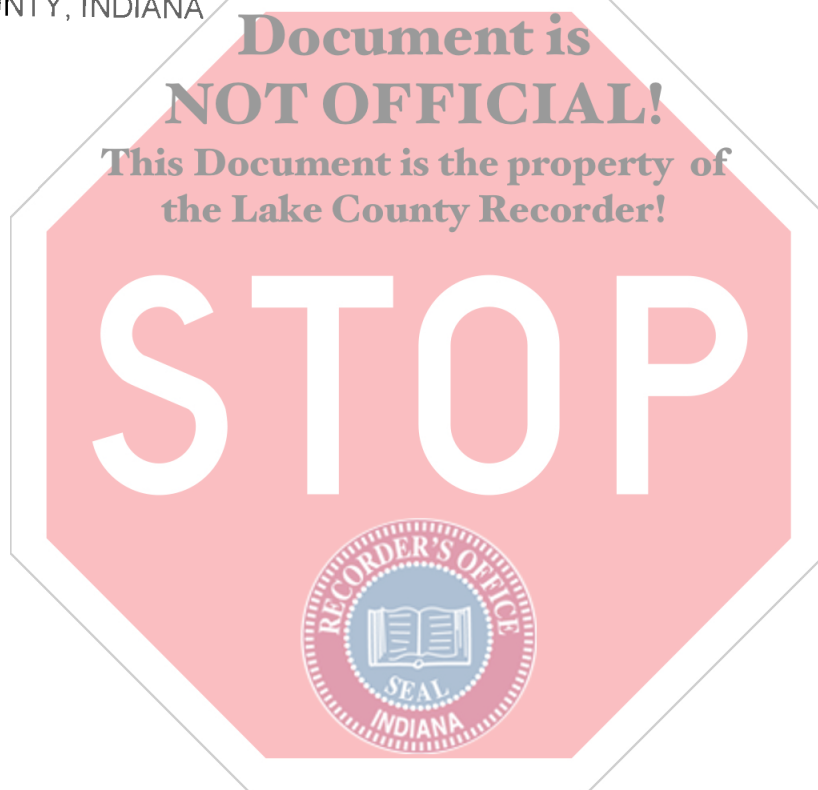 INDIANA
Document is
NOT OFFICIAL!
This Document is the property of
the Lake County Recorder!
STOP
RECORDER'S OFFICE
SEAL
INDIANA